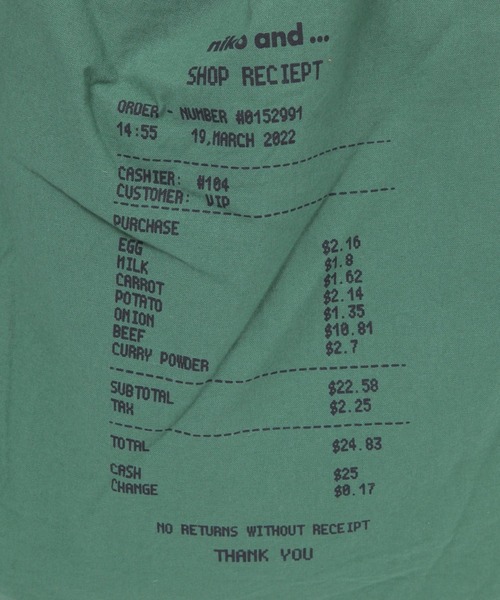 niko and ...
SHOP RECIEPT
ORDER - NUMBER #0152991
14:55 19,MARCH 2022
CASHIER: #104
CUSTOMER: VIP
PURCHASE
EGG $2.16
MILK $1.8
CARROT $1.62
POTATO $2.14
ONION $1.35
BEEF $10.81
CURRY POWDER $2.7
SUBTOTAL $22.58
TAX $2.25
TOTAL $24.83
CASH $25
CHANGE $0.17
NO RETURNS WITHOUT RECEIPT
THANK YOU